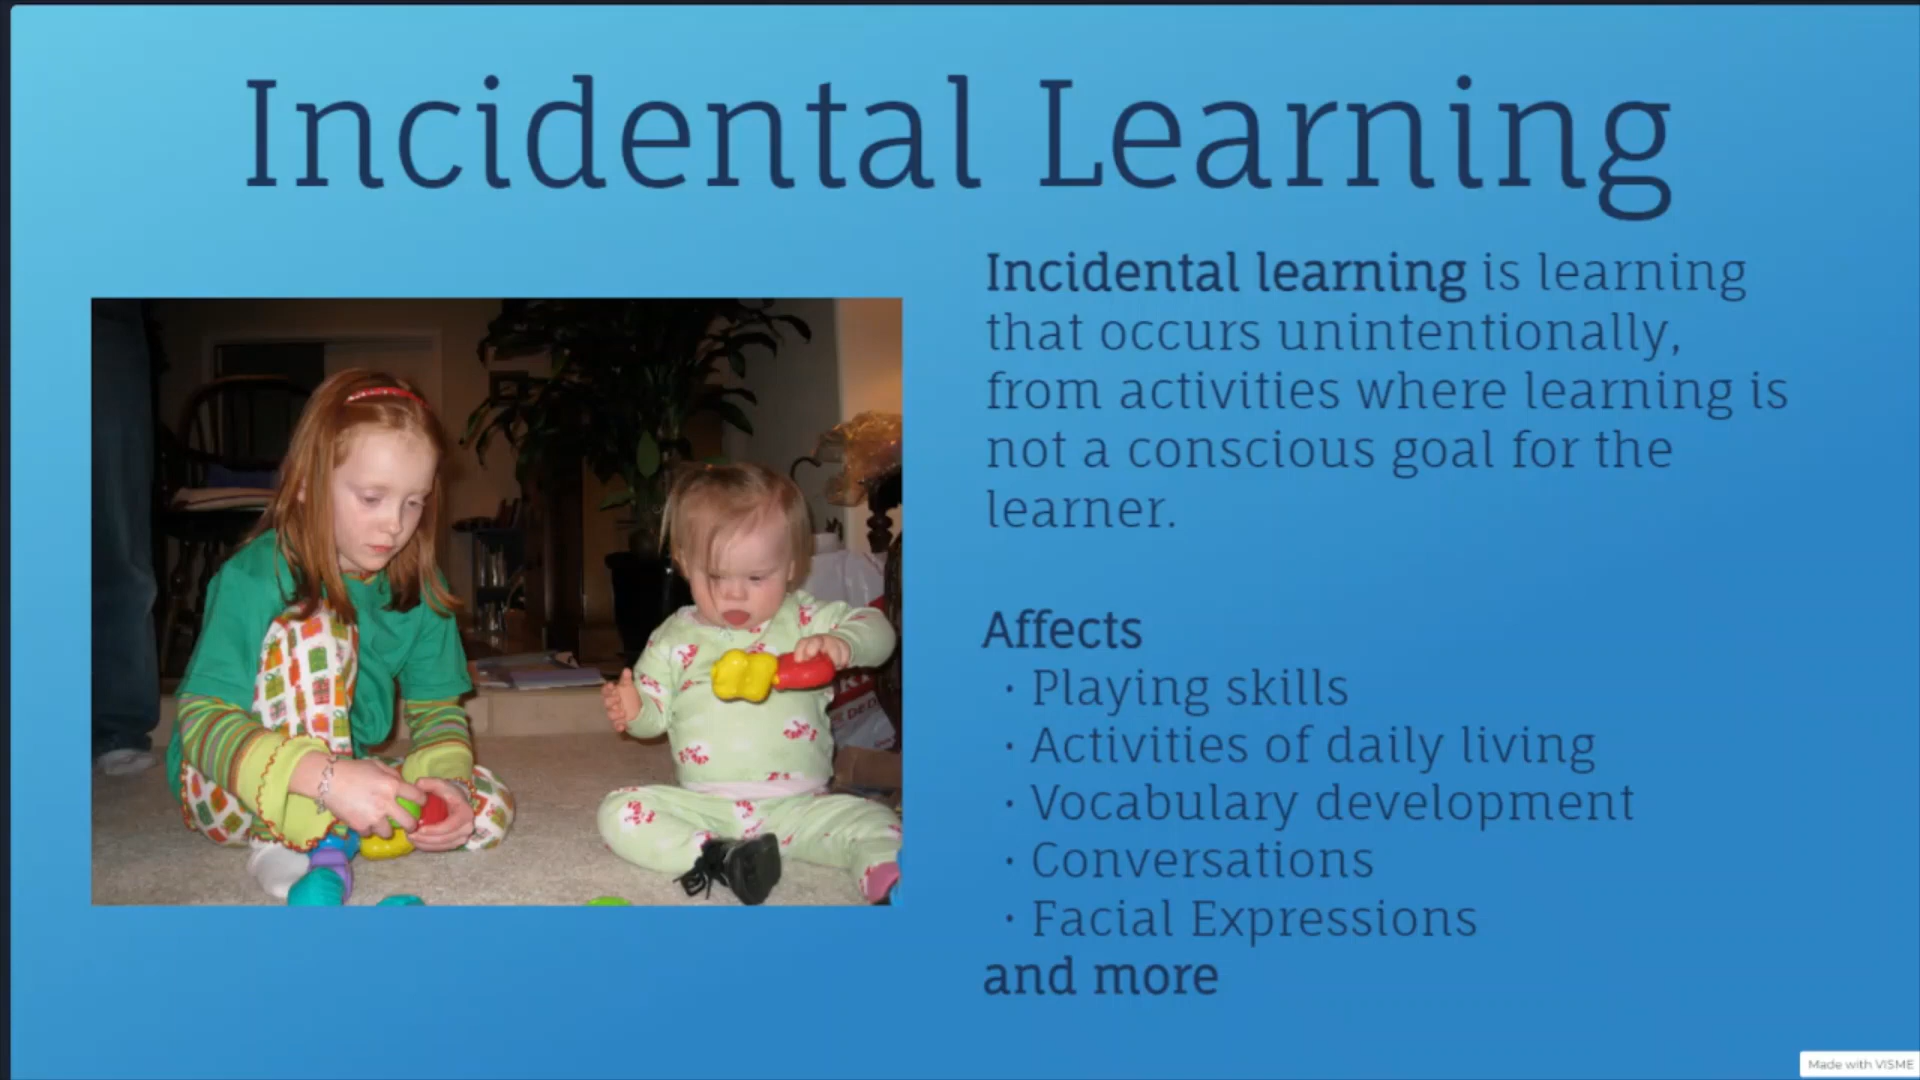 Incidental Learning
Incidental learning is learning
that occurs unintentionally,
from activities where learning is
not a conscious goal for the
learner.
Affects
· Playing skills
· Activities of daily living
· Vocabulary development
· Conversations
· Facial Expressions
and more
Made with VISME